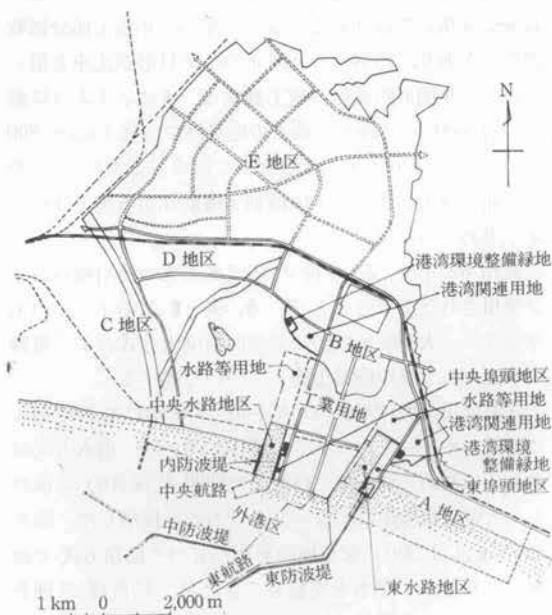 N
E 地区
D 地区
C 地区
B 地区
港湾環境整備緑地
港湾関連用地
水路等用地
工業用地
中央埠頭地区
水路等用地
港湾関連用地
港湾環境
整備緑地
東埠頭地区
中央水路地区
内防波堤
中央航路
外港区
A 地区
中防波堤
東航路
東防波堤
東水路地区
1 km 0 2,000 m